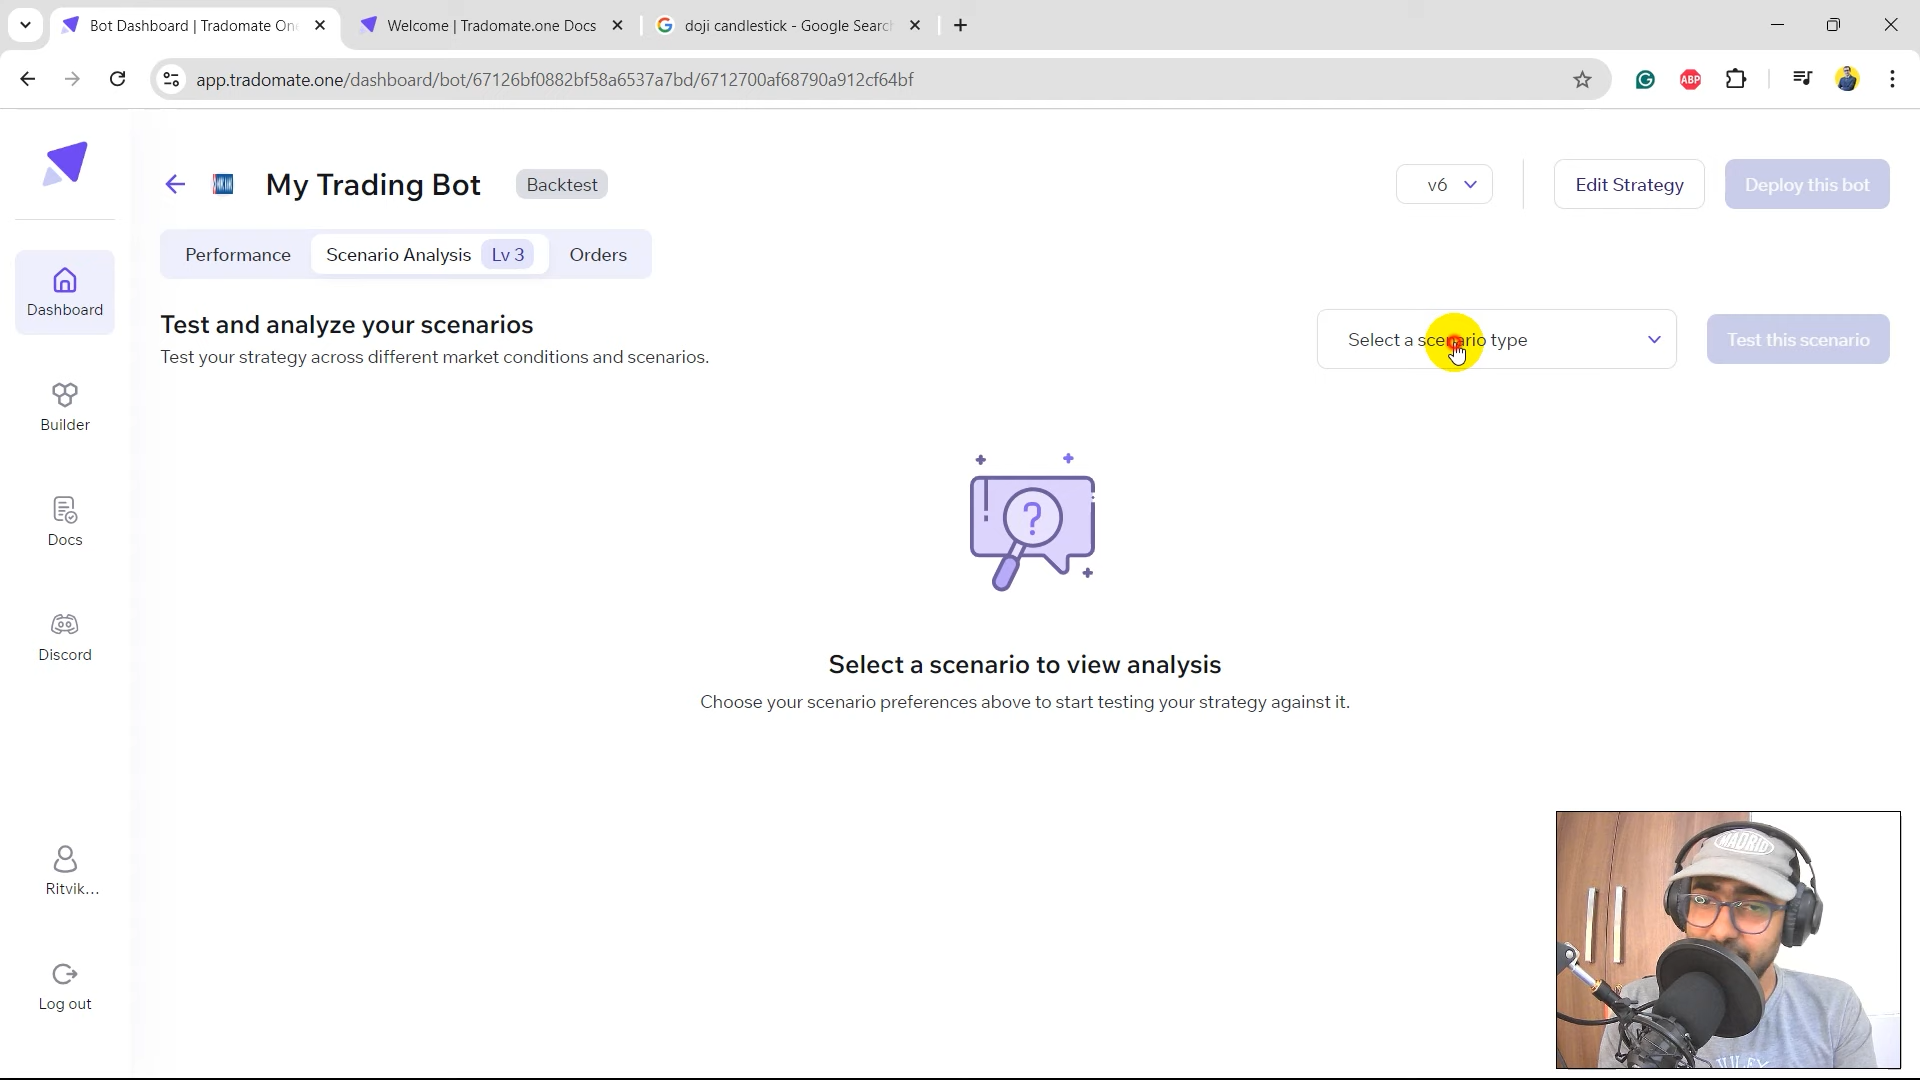 Bot Dashboard | Tradomate On
Welcome | Tradomate.one Docs
doji candlestick - Google Search
app.tradomate.one/dashboard/bot/67126bf0882bf58a6537a7bd/6712700af68790a912cf64bf
ABP
My Trading Bot
Backtest
v6
Edit Strategy
Deploy this bot
Performance
Scenario Analysis
Lv 3
Orders
Test and analyze your scenarios
Test your strategy across different market conditions and scenarios.
Select a scenario type
Test this scenario
Dashboard
Builder
Docs
Discord
Ritvik...
Log out
Select a scenario to view analysis
Choose your scenario preferences above to start testing your strategy against it.
MADRID